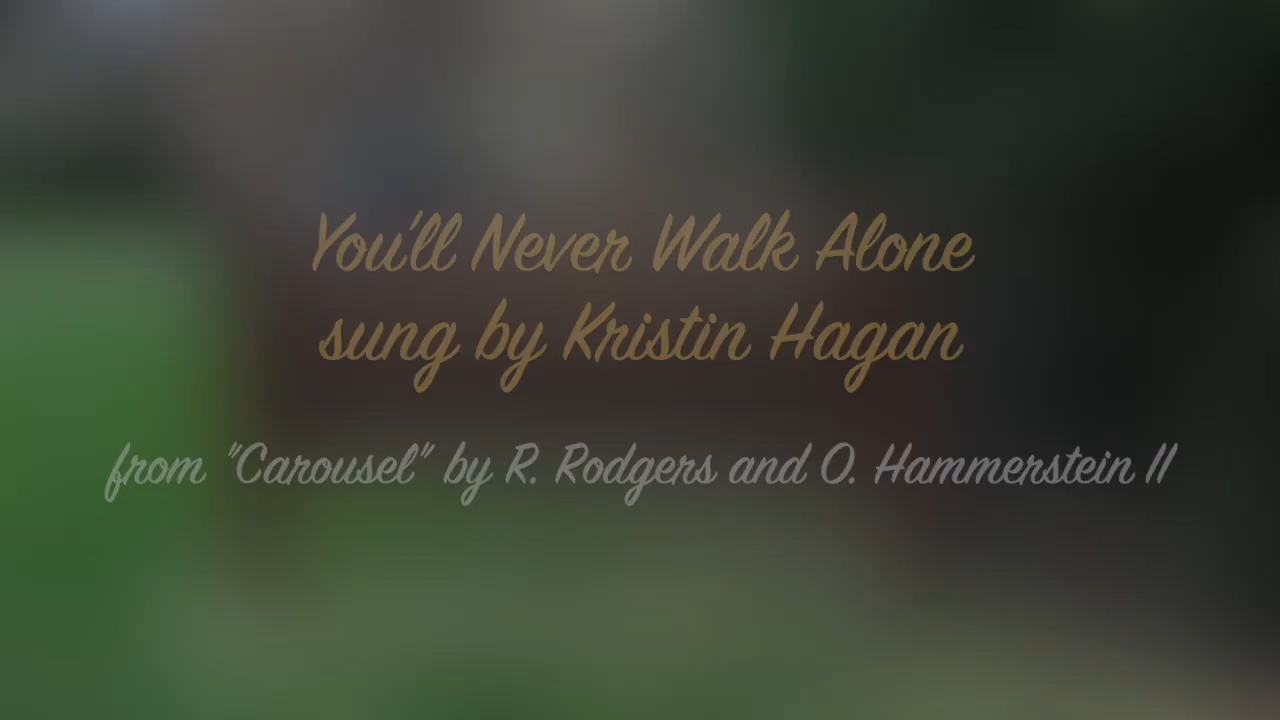 You'll Never Walk Alone
sung by Kristin Hagan
from "Carousel" by R. Rodgers and O. Hammerstein II